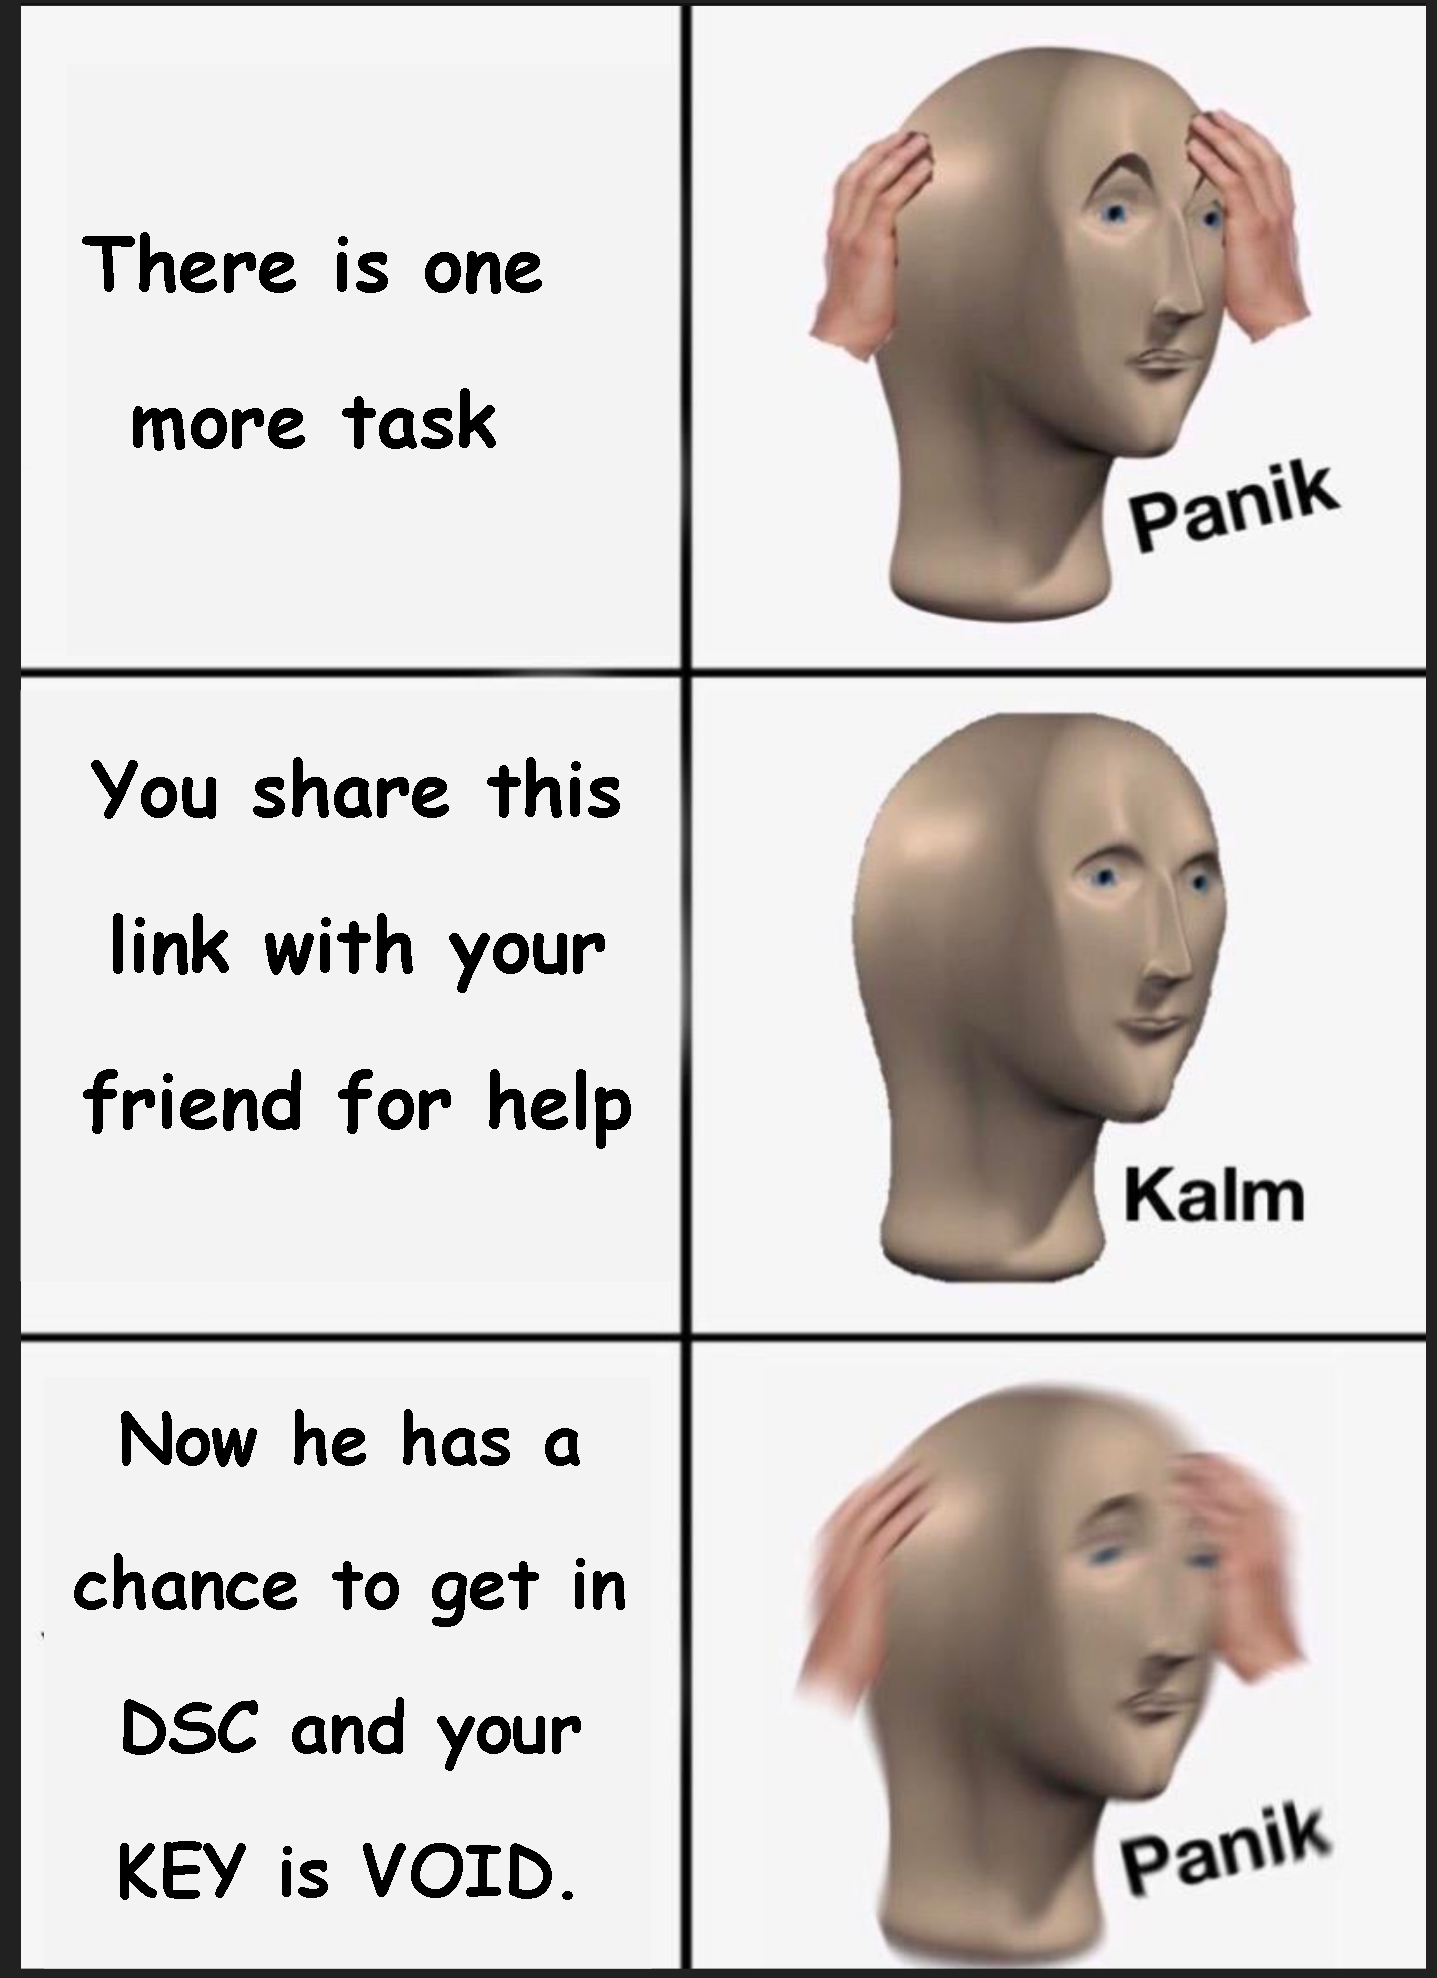 There is one
more task
Panik
You share this
link with your
friend for help
Kalm
Now he has a
chance to get in
DSC and your
KEY is VOID.
Panik